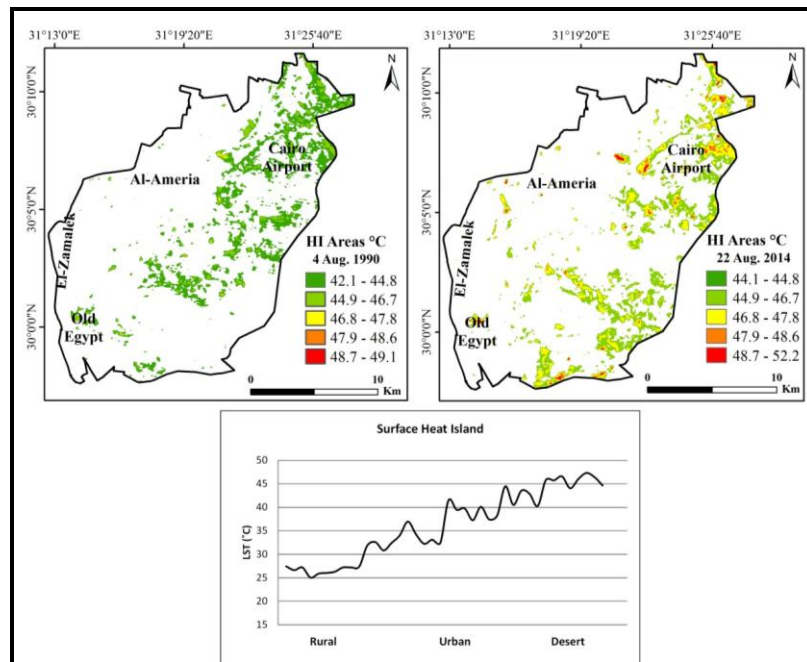 31°13'0"E
31°19'20"E
31°25'40"E
30°10'0"N
30°5'0"N
30°0'0"N
N
Cairo
Airport
Al-Ameria
El-Zamalek
Old
Egypt
HI Areas °C
4 Aug. 1990
42.1 - 44.8
44.9 - 46.7
46.8 - 47.8
47.9 - 48.6
48.7 - 49.1
0 10
Km
31°13'0"E
31°19'20"E
31°25'40"E
30°10'0"N
30°5'0"N
30°0'0"N
N
Cairo
Airport
Al-Ameria
El-Zamalek
Old
Egypt
HI Areas °C
22 Aug. 2014
44.1 - 44.8
44.9 - 46.7
46.8 - 47.8
47.9 - 48.6
48.7 - 52.2
0 10
Km
Surface Heat Island
LST (°C)
50
45
40
35
30
25
20
15
Rural Urban Desert